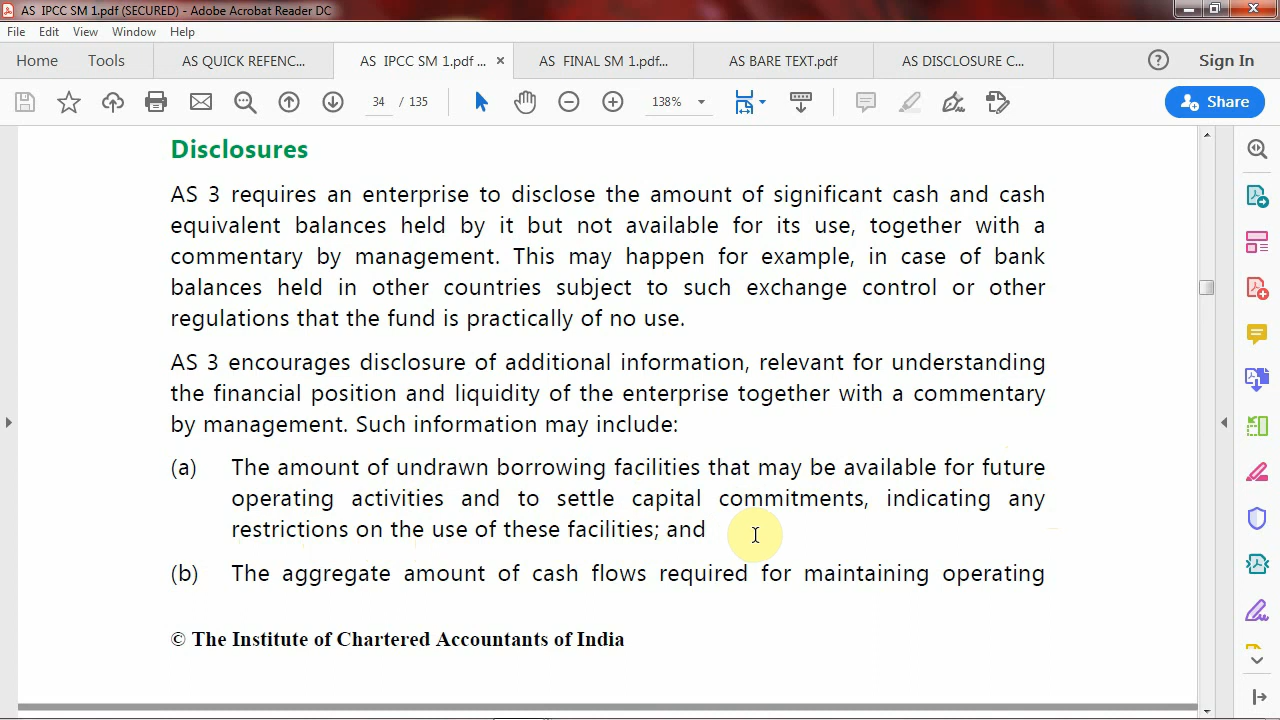 AS IPCC SM 1.pdf (SECURED) - Adobe Acrobat Reader DC
File Edit View Window Help
Home Tools AS QUICK REFENC... AS IPCC SM 1.pdf ... × AS FINAL SM 1.pdf... AS BARE TEXT.pdf AS DISCLOSURE C... Sign In
34 / 135 138% Share
Disclosures
AS 3 requires an enterprise to disclose the amount of significant cash and cash
equivalent balances held by it but not available for its use, together with a
commentary by management. This may happen for example, in case of bank
balances held in other countries subject to such exchange control or other
regulations that the fund is practically of no use.
AS 3 encourages disclosure of additional information, relevant for understanding
the financial position and liquidity of the enterprise together with a commentary
by management. Such information may include:
(a) The amount of undrawn borrowing facilities that may be available for future
operating activities and to settle capital commitments, indicating any
restrictions on the use of these facilities; and
(b) The aggregate amount of cash flows required for maintaining operating
© The Institute of Chartered Accountants of India